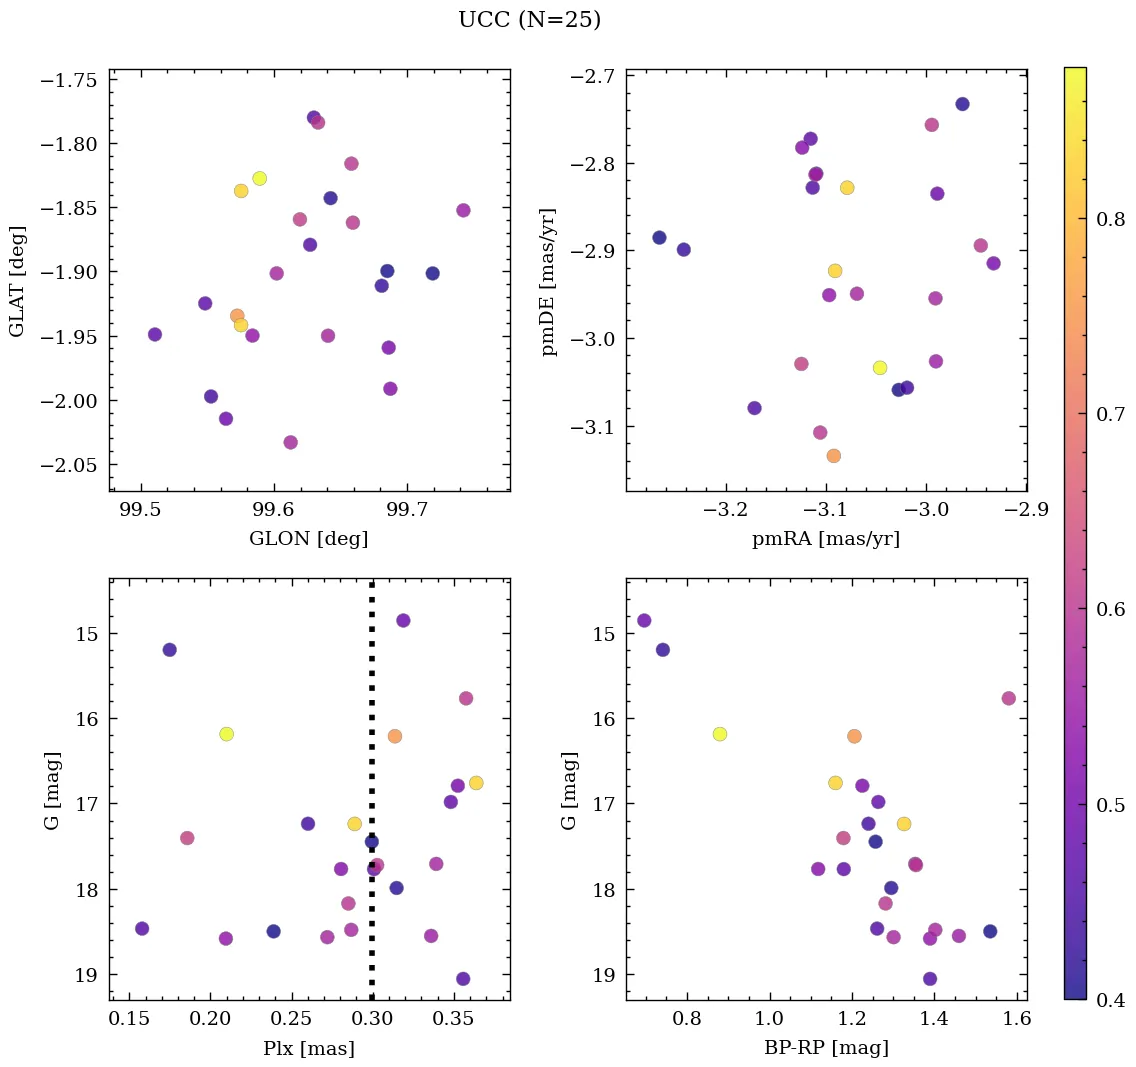 UCC (N=25)
−1.75
−1.80
−1.85
−1.90
−1.95
−2.00
−2.05
GLAT [deg]
99.5 99.6 99.7
GLON [deg]
−2.7
−2.8
−2.9
−3.0
−3.1
pmDE [mas/yr]
−3.2 −3.1 −3.0 −2.9
pmRA [mas/yr]
15
16
17
18
19
G [mag]
0.15 0.20 0.25 0.30 0.35
Plx [mas]
15
16
17
18
19
G [mag]
0.8 1.0 1.2 1.4 1.6
BP-RP [mag]
0.8
0.7
0.6
0.5
0.4